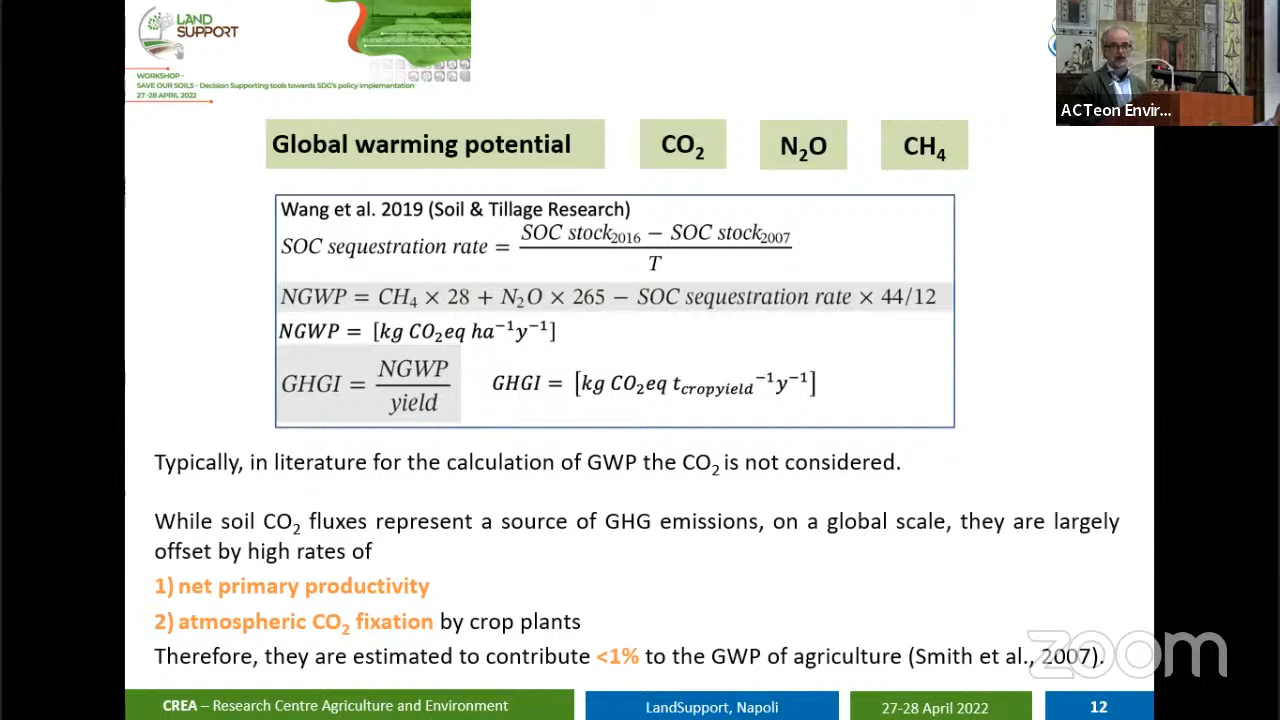 LAND
SUPPORT
WORKSHOP -
SAVE OUR SOILS - Decision Supporting tools towards SDG's policy implementation
27 -28 APRIL 2022
ACTeon Envir...
Global warming potential
CO₂
N₂O
CH₄
Wang et al. 2019 (Soil & Tillage Research)
SOC sequestration rate = (SOC stock₂₀₁₆ − SOC stock₂₀₀₇) / T
NGWP = CH₄ × 28 + N₂O × 265 − SOC sequestration rate × 44/12
NGWP = [kg CO₂eq ha⁻¹y⁻¹]
GHGI = NGWP / yield
GHGI = [kg CO₂eq t_cropyield⁻¹y⁻¹]
Typically, in literature for the calculation of GWP the CO₂ is not considered.
While soil CO₂ fluxes represent a source of GHG emissions, on a global scale, they are largely
offset by high rates of
1) net primary productivity
2) atmospheric CO₂ fixation by crop plants
Therefore, they are estimated to contribute <1% to the GWP of agriculture (Smith et al., 2007).
zoom
CREA – Research Centre Agriculture and Environment
LandSupport, Napoli
27-28 April 2022
12